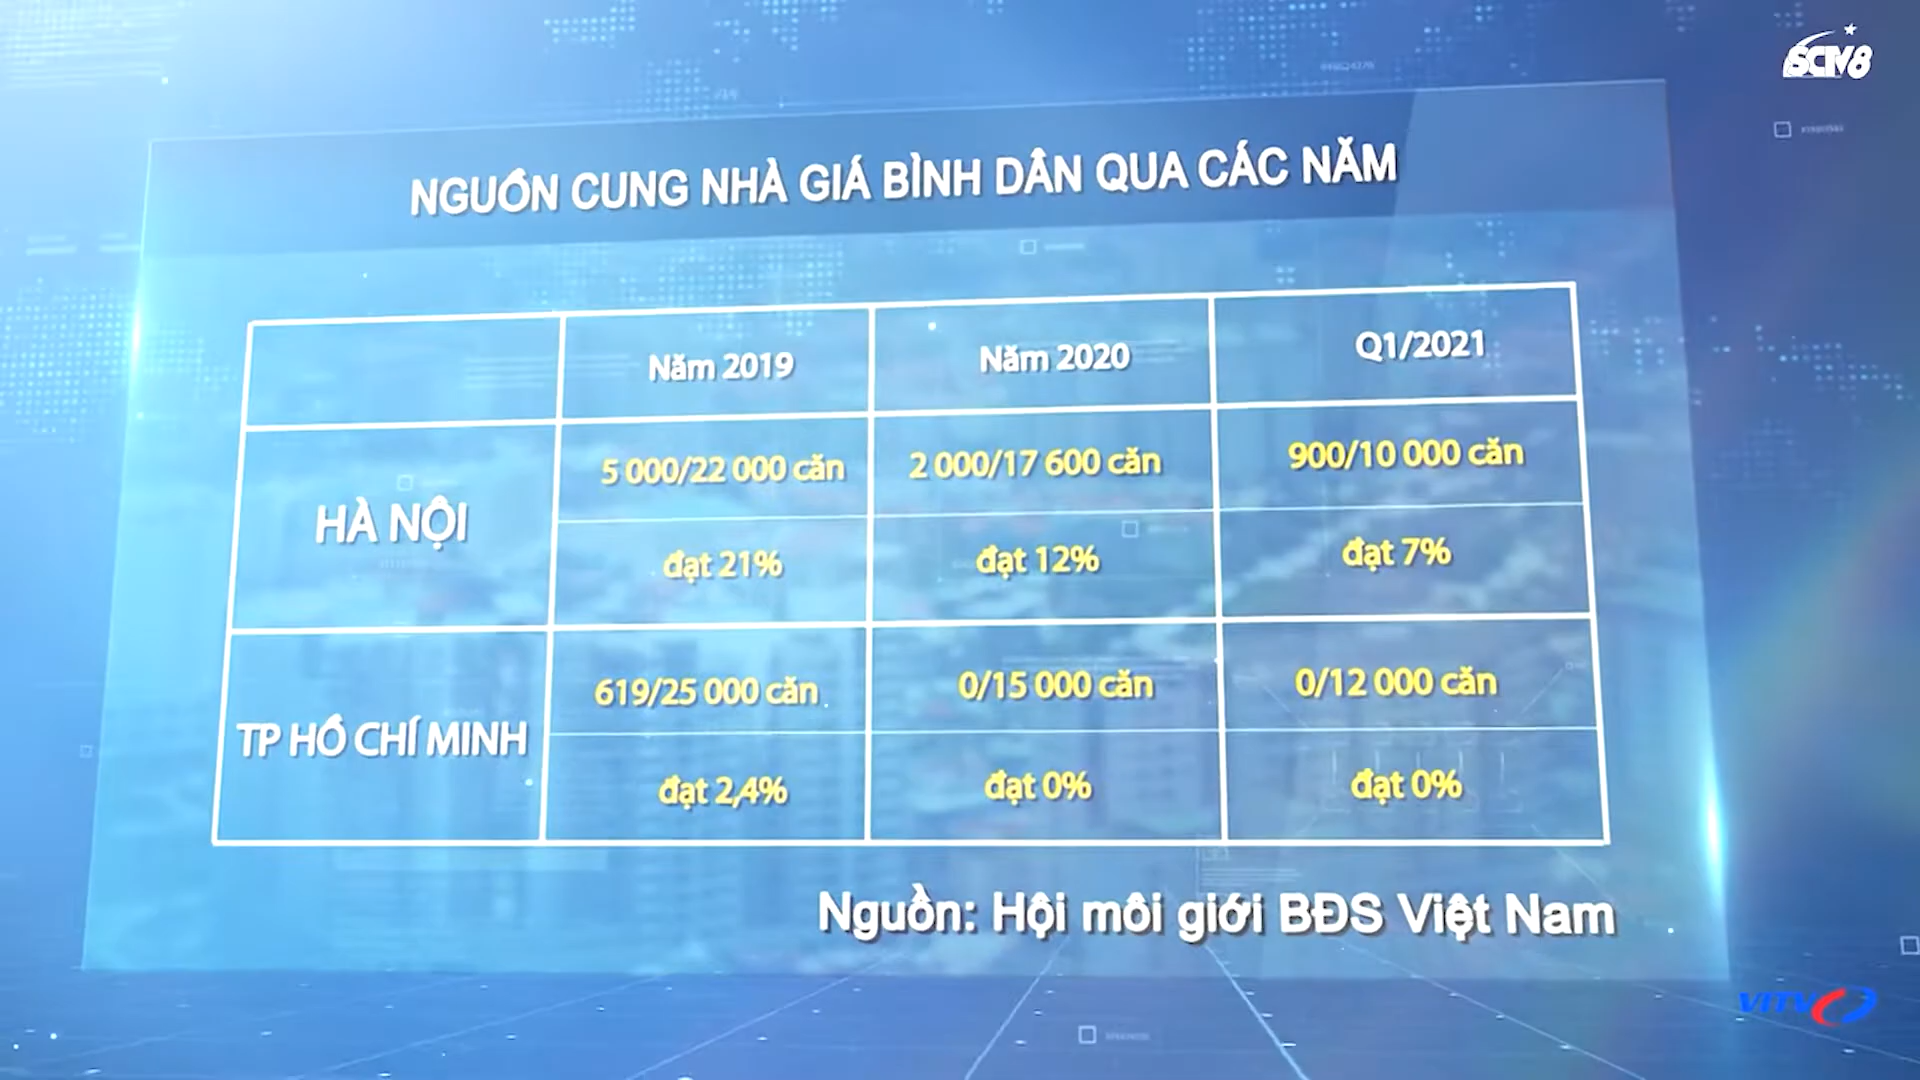 SCTV8
NGUỒN CUNG NHÀ GIÁ BÌNH DÂN QUA CÁC NĂM
Năm 2019
Năm 2020
Q1/2021
HÀ NỘI
5 000/22 000 căn
2 000/17 600 căn
900/10 000 căn
đạt 21%
đạt 12%
đạt 7%
TP HỒ CHÍ MINH
619/25 000 căn
0/15 000 căn
0/12 000 căn
đạt 2,4%
đạt 0%
đạt 0%
Nguồn: Hội môi giới BĐS Việt Nam
VITV